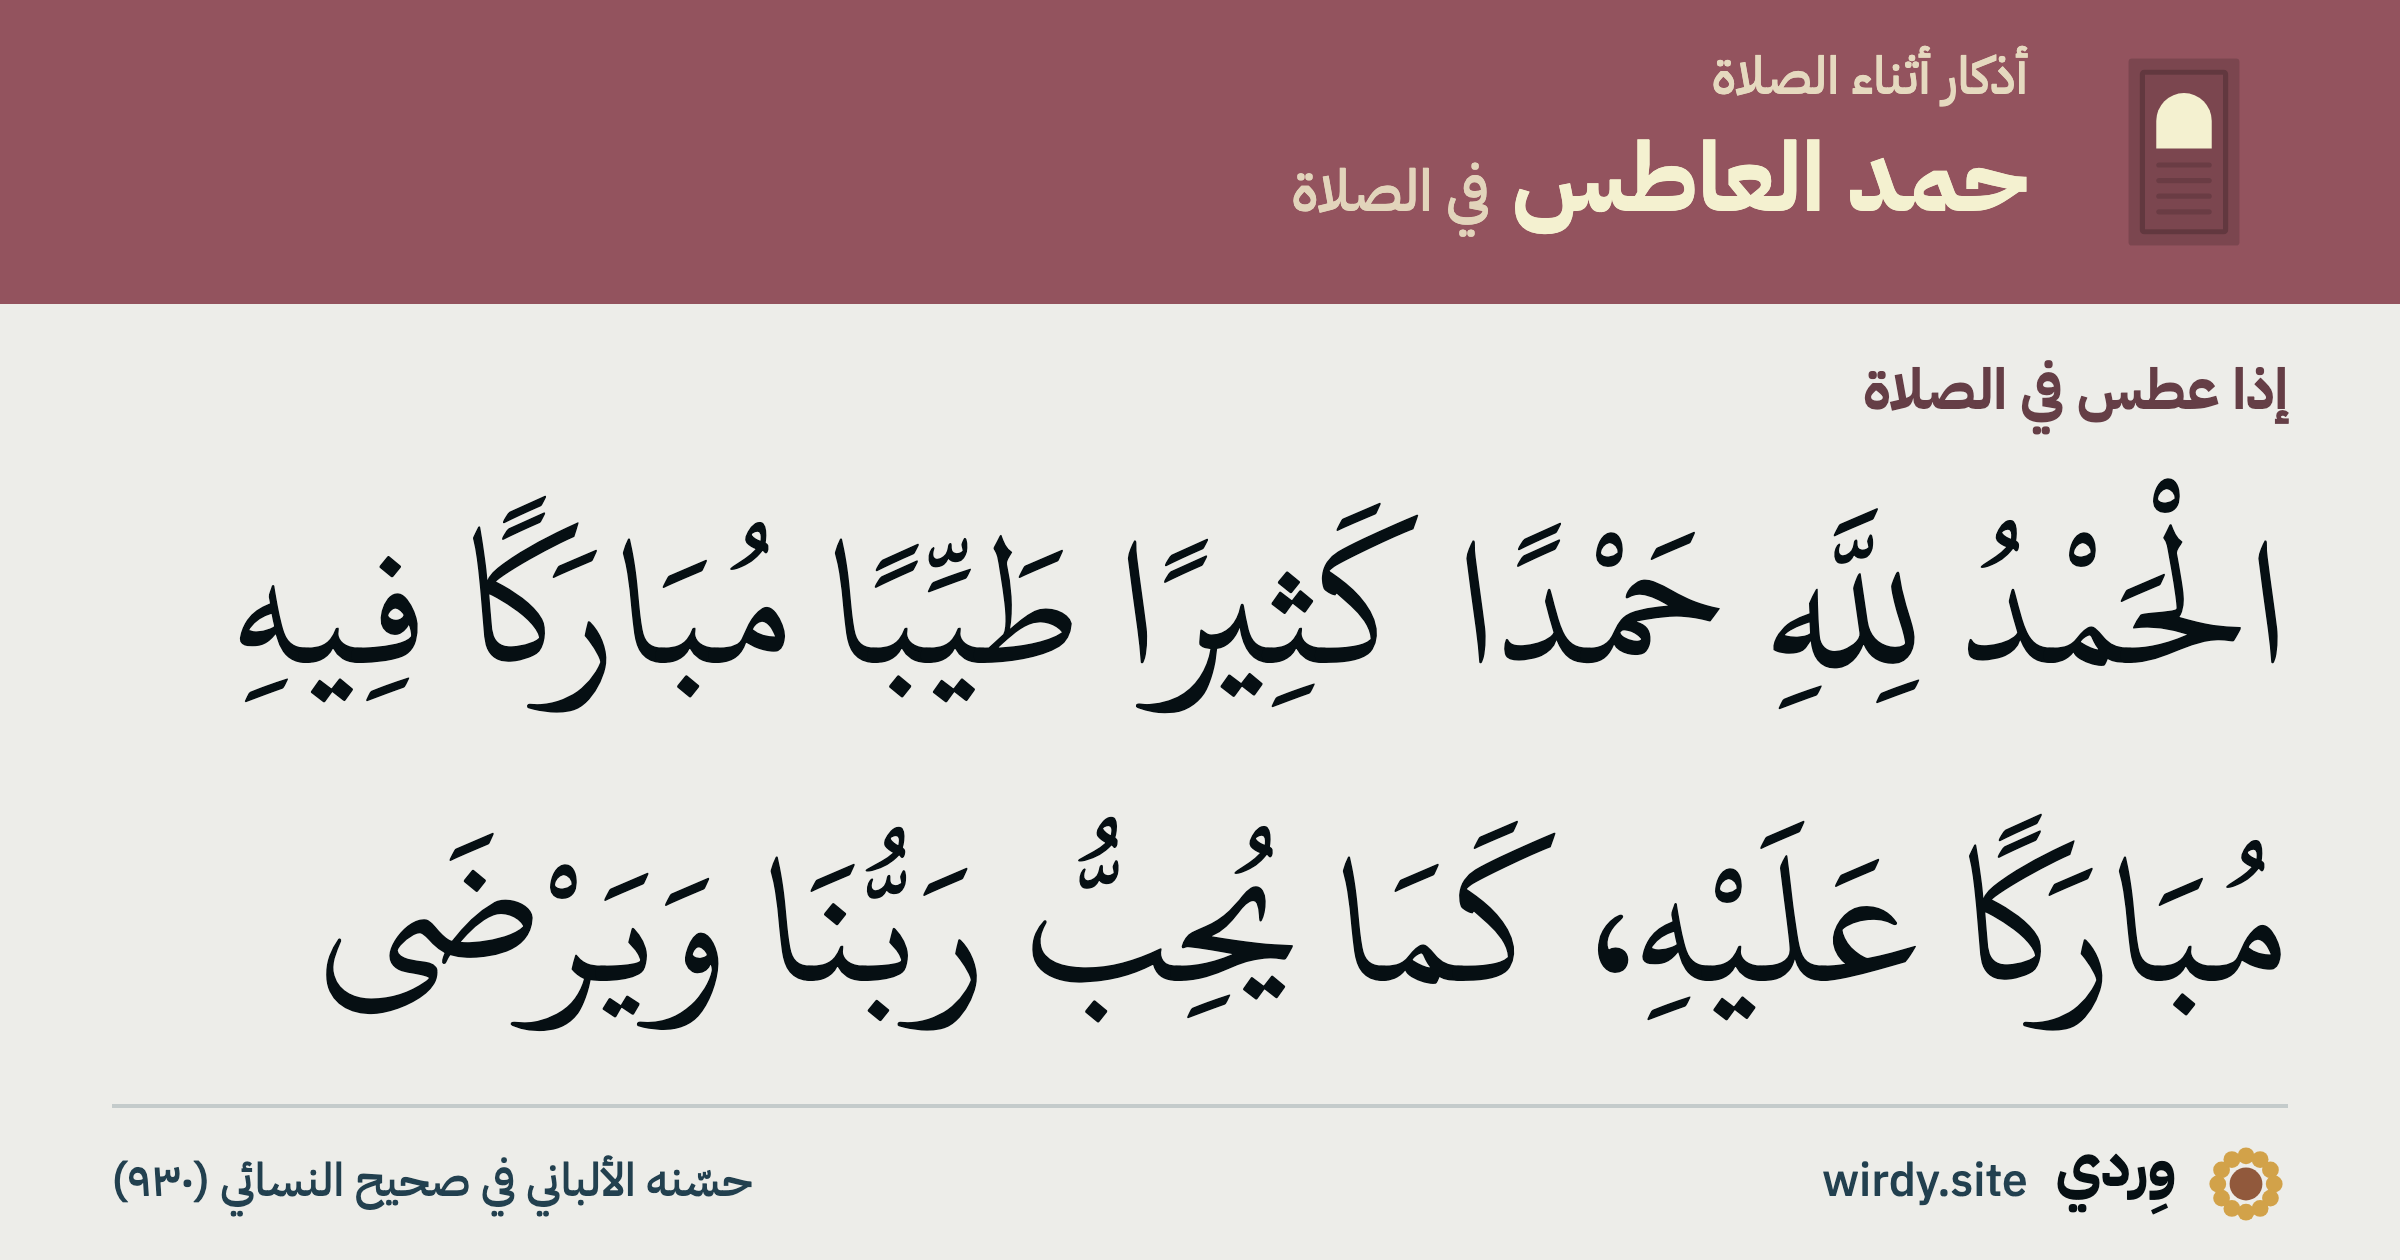 أذكار أثناء الصلاة
حمد العاطس في الصلاة
إذا عطس في الصلاة
الْحَمْدُ لِلَّهِ حَمْدًا كَثِيرًا طَيِّبًا مُبَارَكًا فِيهِ
مُبَارَكًا عَلَيْهِ، كَمَا يُحِبُّ رَبُّنَا وَيَرْضَى
وِردي wirdy.site
حسّنه الألباني في صحيح النسائي (٩٣٠)